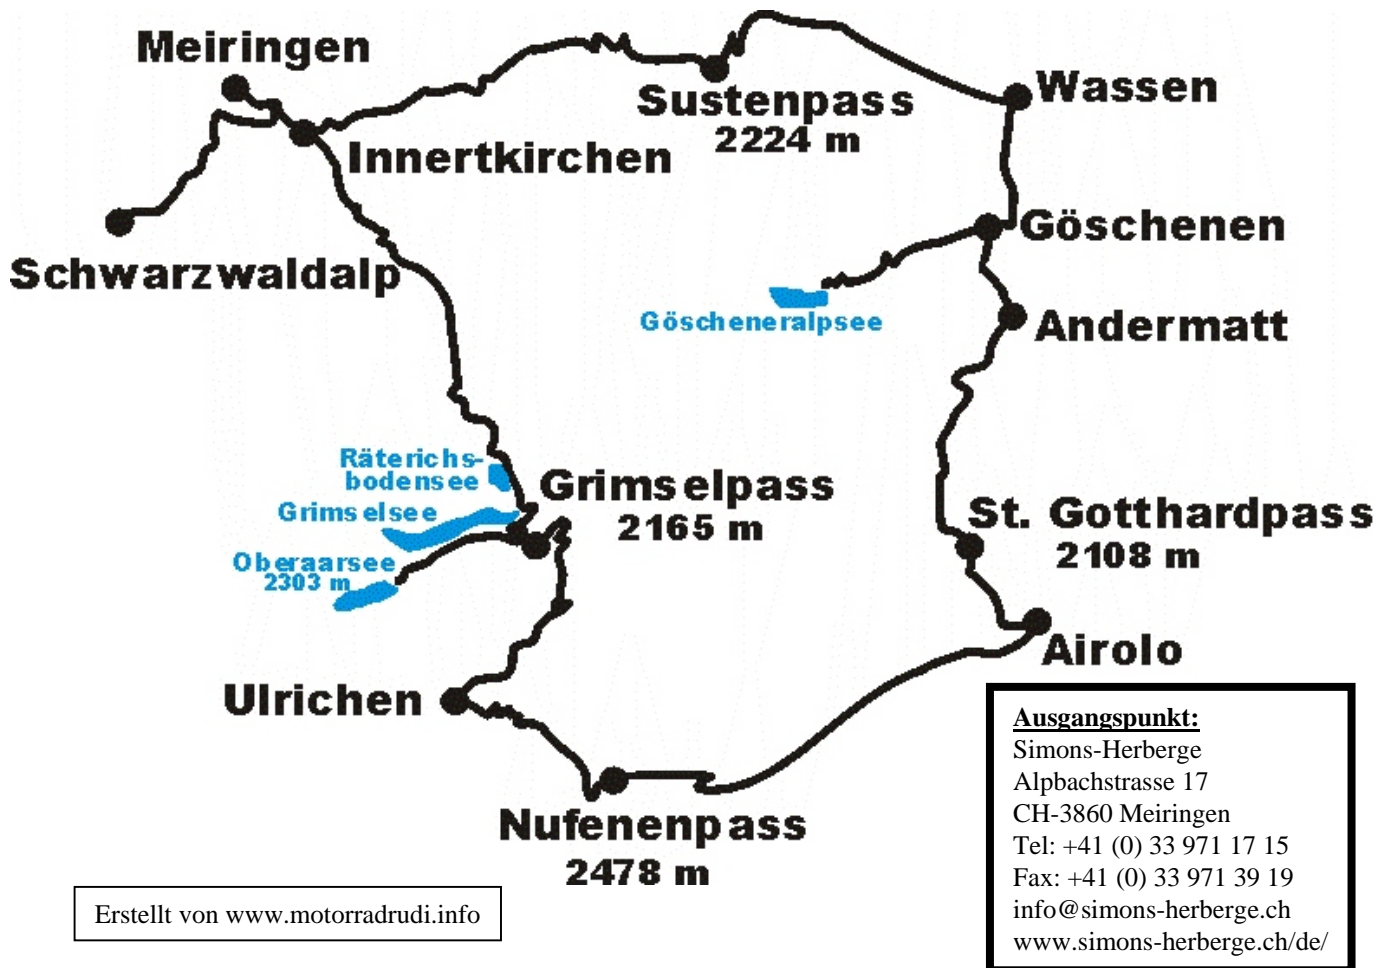 Meiringen
Sustenpass
2224 m
Wassen
Innertkirchen
Schwarzwaldalp
Göschenen
Göscheneralpsee
Andermatt
Räterichs-
bodensee
Grimselsee
Oberaarsee
2303 m
Grimselpass
2165 m
St. Gotthardpass
2108 m
Airolo
Ulrichen
Nufenenpass
2478 m
Ausgangspunkt:
Simons-Herberge
Alpbachstrasse 17
CH-3860 Meiringen
Tel: +41 (0) 33 971 17 15
Fax: +41 (0) 33 971 39 19
info@simons-herberge.ch
www.simons-herberge.ch/de/
Erstellt von www.motorradrudi.info